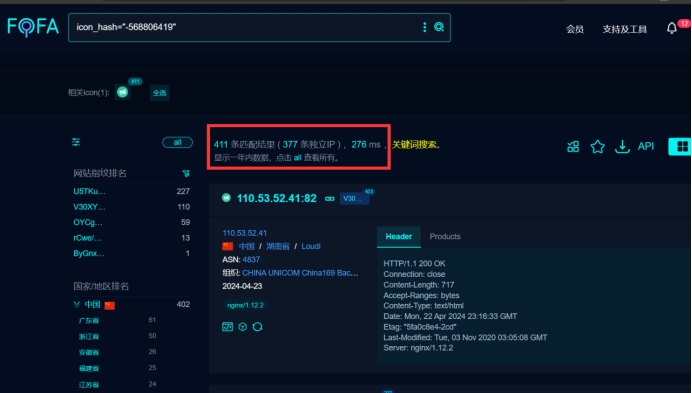 FOFA
icon_hash="-568806419"
会员
支持及工具
12
相关icon(1):
411
全选
all
411 条匹配结果 ( 377 条独立IP ) ，276 ms ，关键词搜索。
显示一年内数据，点击 all 查看所有。
API
网站指纹排名
U5TKu... 227
V30XY... 110
OYCg... 59
rCwe/... 13
ByGnx... 1
国家/地区排名
中国 402
广东省 61
浙江省 50
安徽省 26
福建省 25
江苏省 24
110.53.52.41:82
V30...
110.53.52.41
中国 / 湖南省 / Loudi
ASN: 4837
组织: CHINA UNICOM China169 Bac...
2024-04-23
nginx/1.12.2
Header
Products
HTTP/1.1 200 OK
Connection: close
Content-Length: 717
Accept-Ranges: bytes
Content-Type: text/html
Date: Mon, 22 Apr 2024 23:16:33 GMT
Etag: "5fa0c8e4-2cd"
Last-Modified: Tue, 03 Nov 2020 03:05:08 GMT
Server: nginx/1.12.2